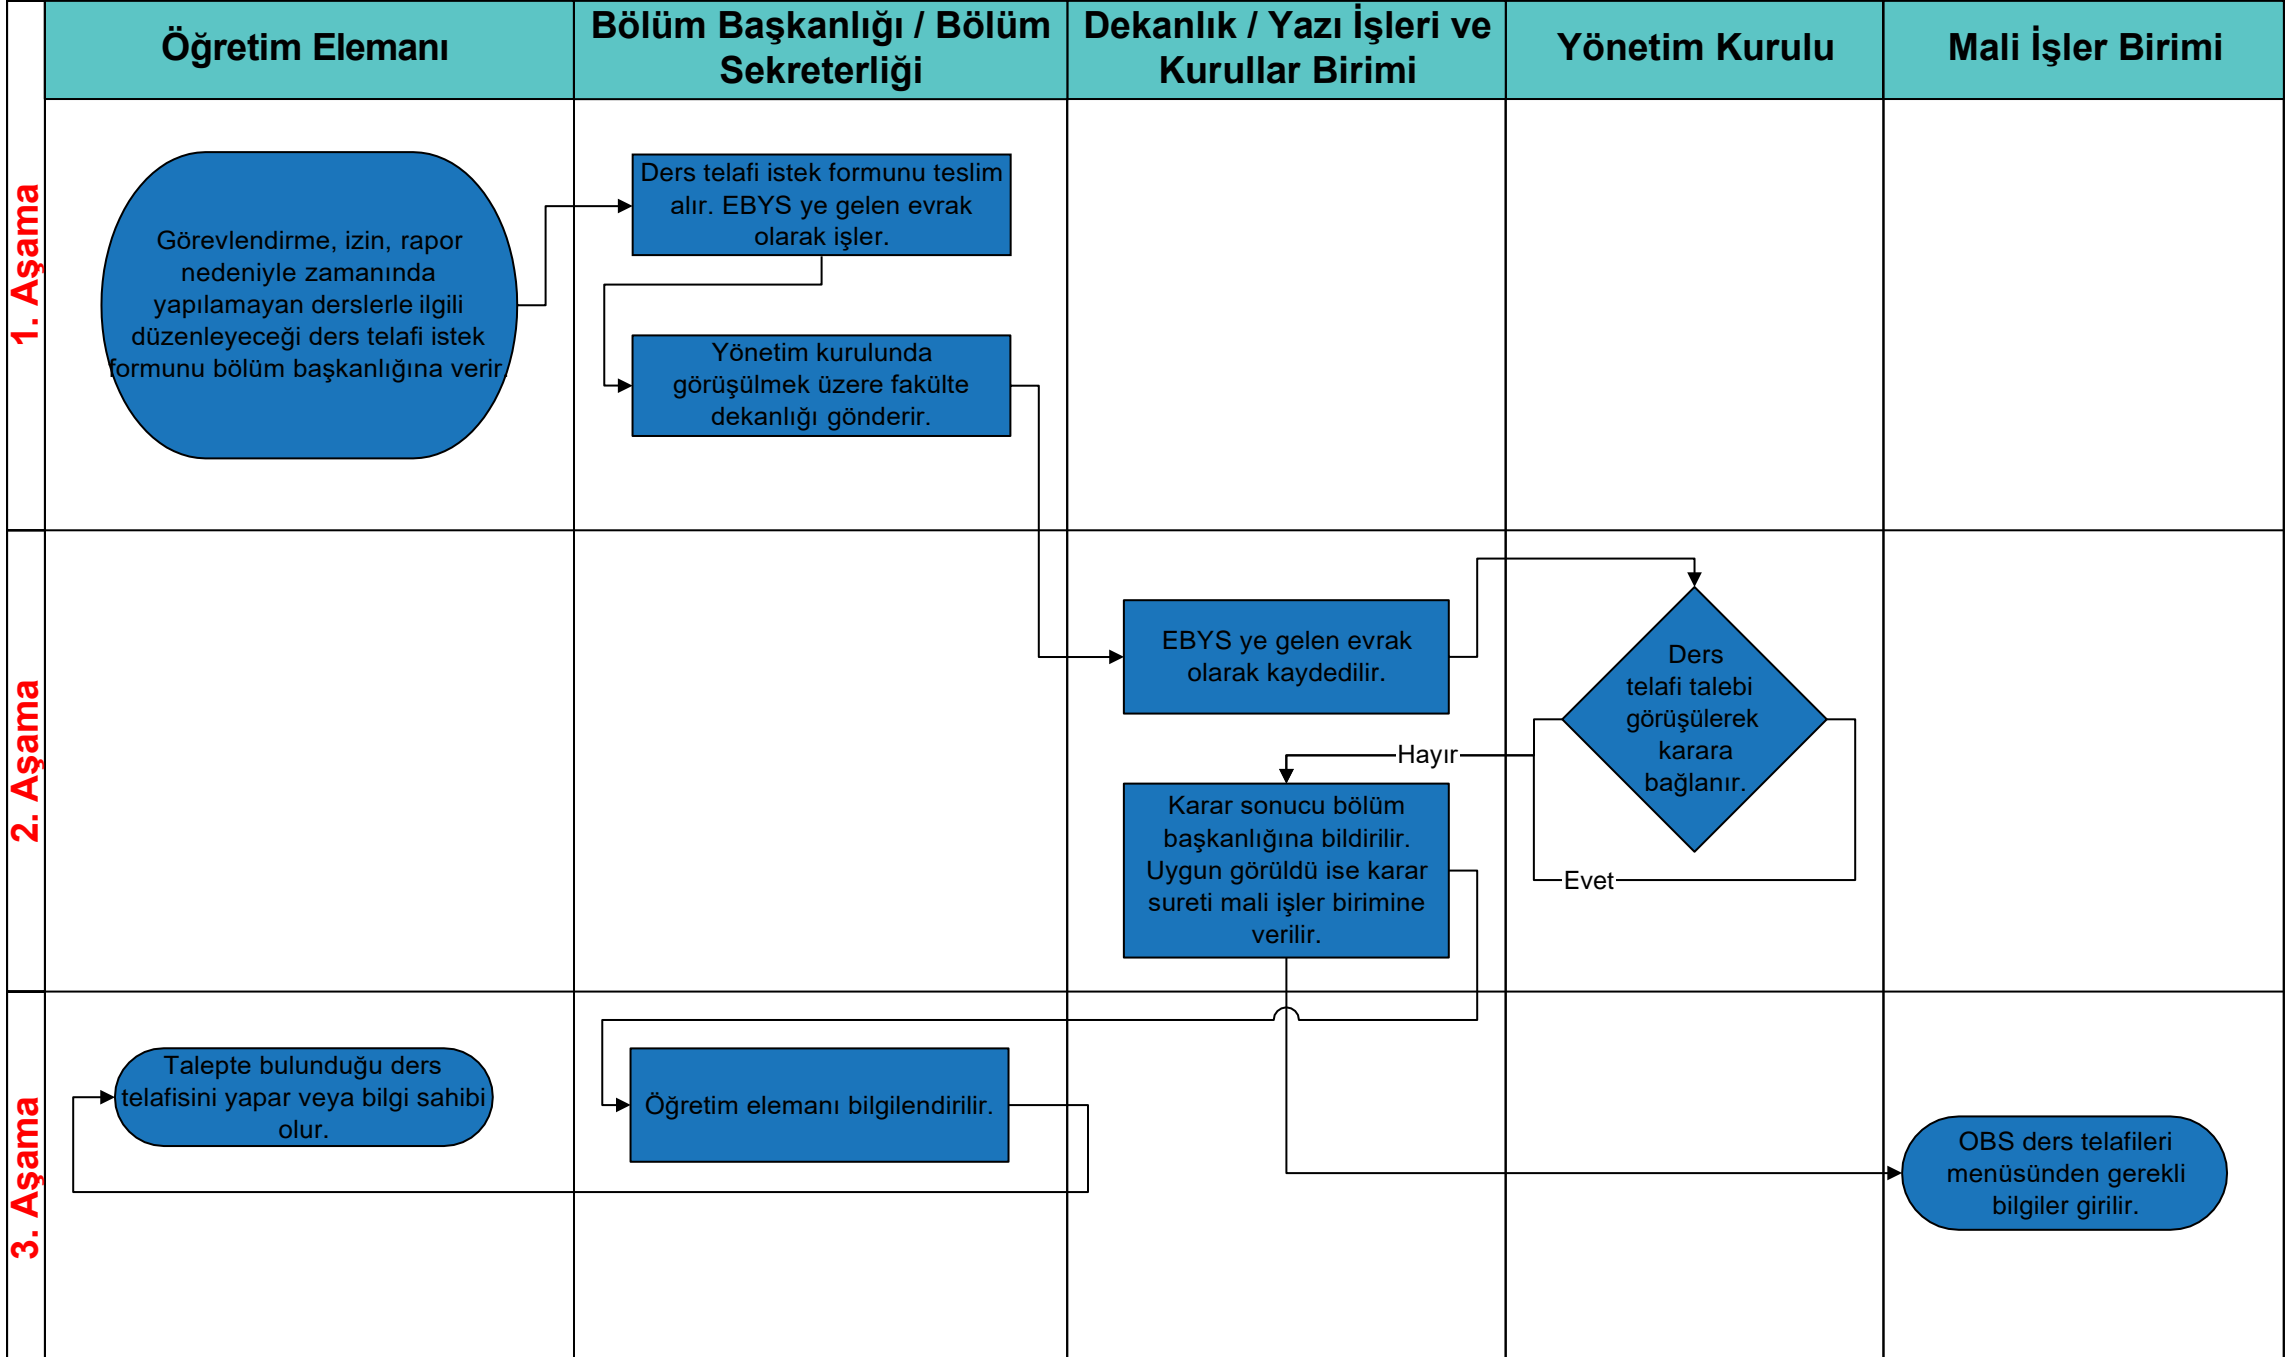 Öğretim Elemanı
Bölüm Başkanlığı / Bölüm
Sekreterliği
Dekanlık / Yazı İşleri ve
Kurullar Birimi
Yönetim Kurulu
Mali İşler Birimi
1. Aşama
Görevlendirme, izin, rapor
nedeniyle zamanında
yapılamayan derslerle ilgili
düzenleyeceği ders telafi istek
formunu bölüm başkanlığına verir.
Ders telafi istek formunu teslim
alır. EBYS ye gelen evrak
olarak işler.
Yönetim kurulunda
görüşülmek üzere fakülte
dekanlığı gönderir.
2. Aşama
EBYS ye gelen evrak
olarak kaydedilir.
Ders
telafi talebi
görüşülerek
karara
bağlanır.
Hayır
Evet
Karar sonucu bölüm
başkanlığına bildirilir.
Uygun görüldü ise karar
sureti mali işler birimine
verilir.
3. Aşama
Talepte bulunduğu ders
telafisini yapar veya bilgi sahibi
olur.
Öğretim elemanı bilgilendirilir.
OBS ders telafileri
menüsünden gerekli
bilgiler girilir.